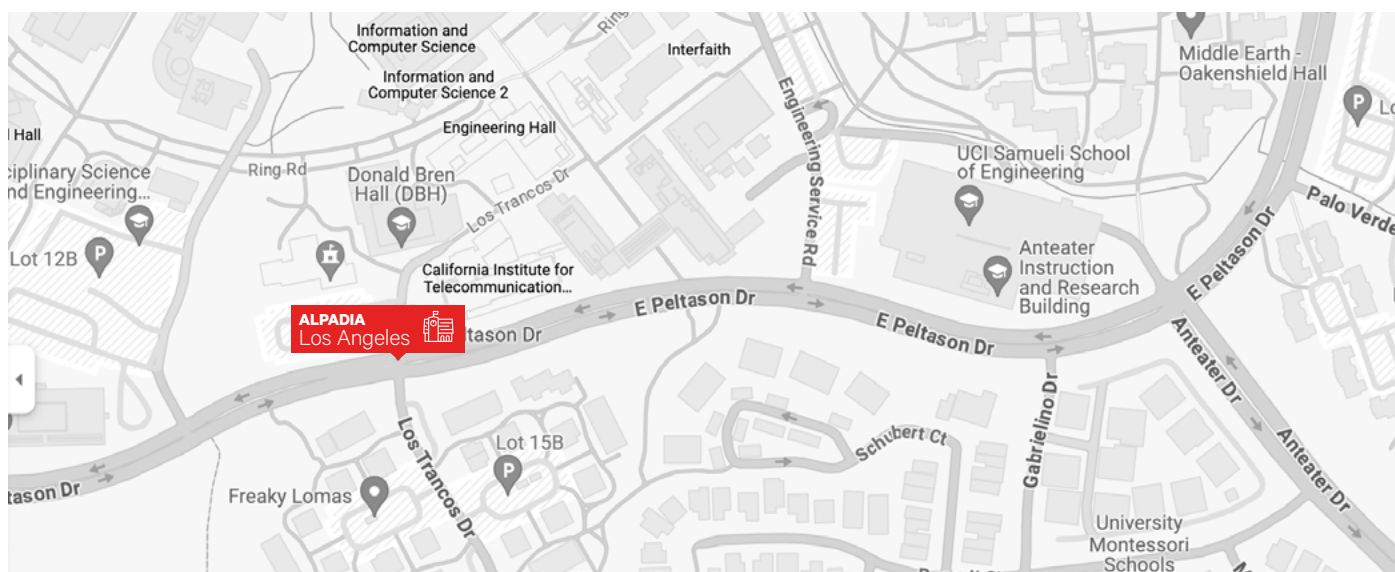 Information and
Computer Science
Ring
Interfaith
Middle Earth -
Oakenshield Hall
Information and
Computer Science 2
Engineering Service Rd
P
Engineering Hall
Hall
Ring Rd
ciplinary Science
nd Engineering...
Donald Bren
Hall (DBH)
Los Trancos Dr
UCI Samueli School
of Engineering
Palo Verde
E Peltason Dr
Lot 12B
P
California Institute for
Telecommunication...
Anteater
Instruction
and Research
Building
ALPADIA
Los Angeles
ltason Dr
E Peltason Dr
E Peltason Dr
Anteater Dr
Anteater Dr
Gabrielino Dr
Schubert Ct
Los Trancos Dr
Lot 15B
P
Freaky Lomas
tason Dr
University
Montessori
Schools